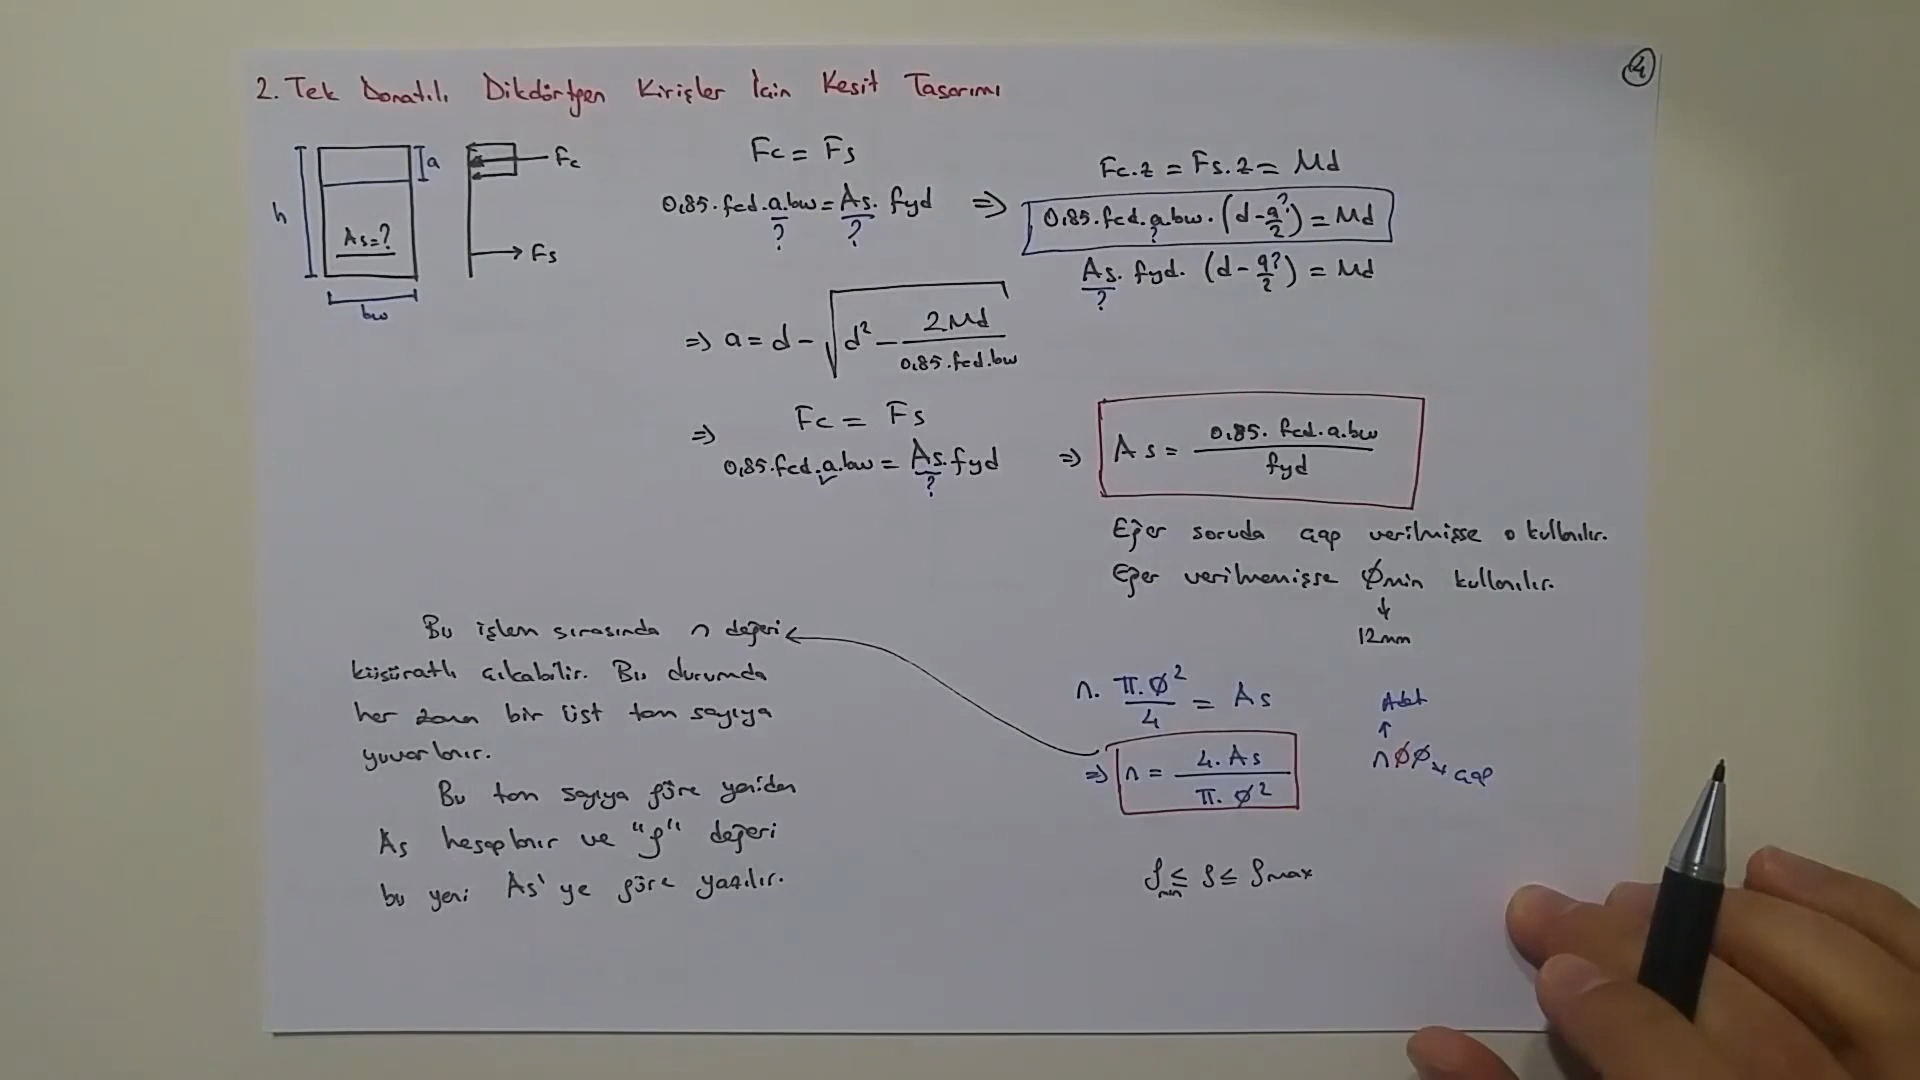 4
2. Tek Donatılı Dikdörtgen Kirişler İçin Kesit Tasarımı
h
a
As=?
bw
Fc
Fs
Fc = Fs
0,85.fcd.a.bw = As.fyd
? ?
⇒
Fc.z = Fs.z = Md
0,85.fcd.a.bw.(d-a/2) = Md
? ?
As.fyd.(d-a/2) = Md
? ?
⇒ a = d - √(d² - 2Md/0,85.fcd.bw)
⇒ Fc = Fs
0,85.fcd.a.bw = As.fyd
✓ ?
⇒ As = 0,85.fcd.a.bw/fyd
Eğer soruda çap verilmişse o kullanılır.
Eğer verilmemişse Ømin kullanılır.
↓
12mm
n.π.Ø²/4 = As
⇒ n = 4.As/π.Ø²
Adet
↑
nØØ → çap
ρmin ≤ ρ ≤ ρmax
Bu işlem sırasında n değeri
küsüratlı çıkabilir. Bu durumda
her zaman bir üst tam sayıya
yuvarlanır.
Bu tam sayıya göre yeniden
As hesaplanır ve "ρ" değeri
bu yeni As'ye göre yazılır.